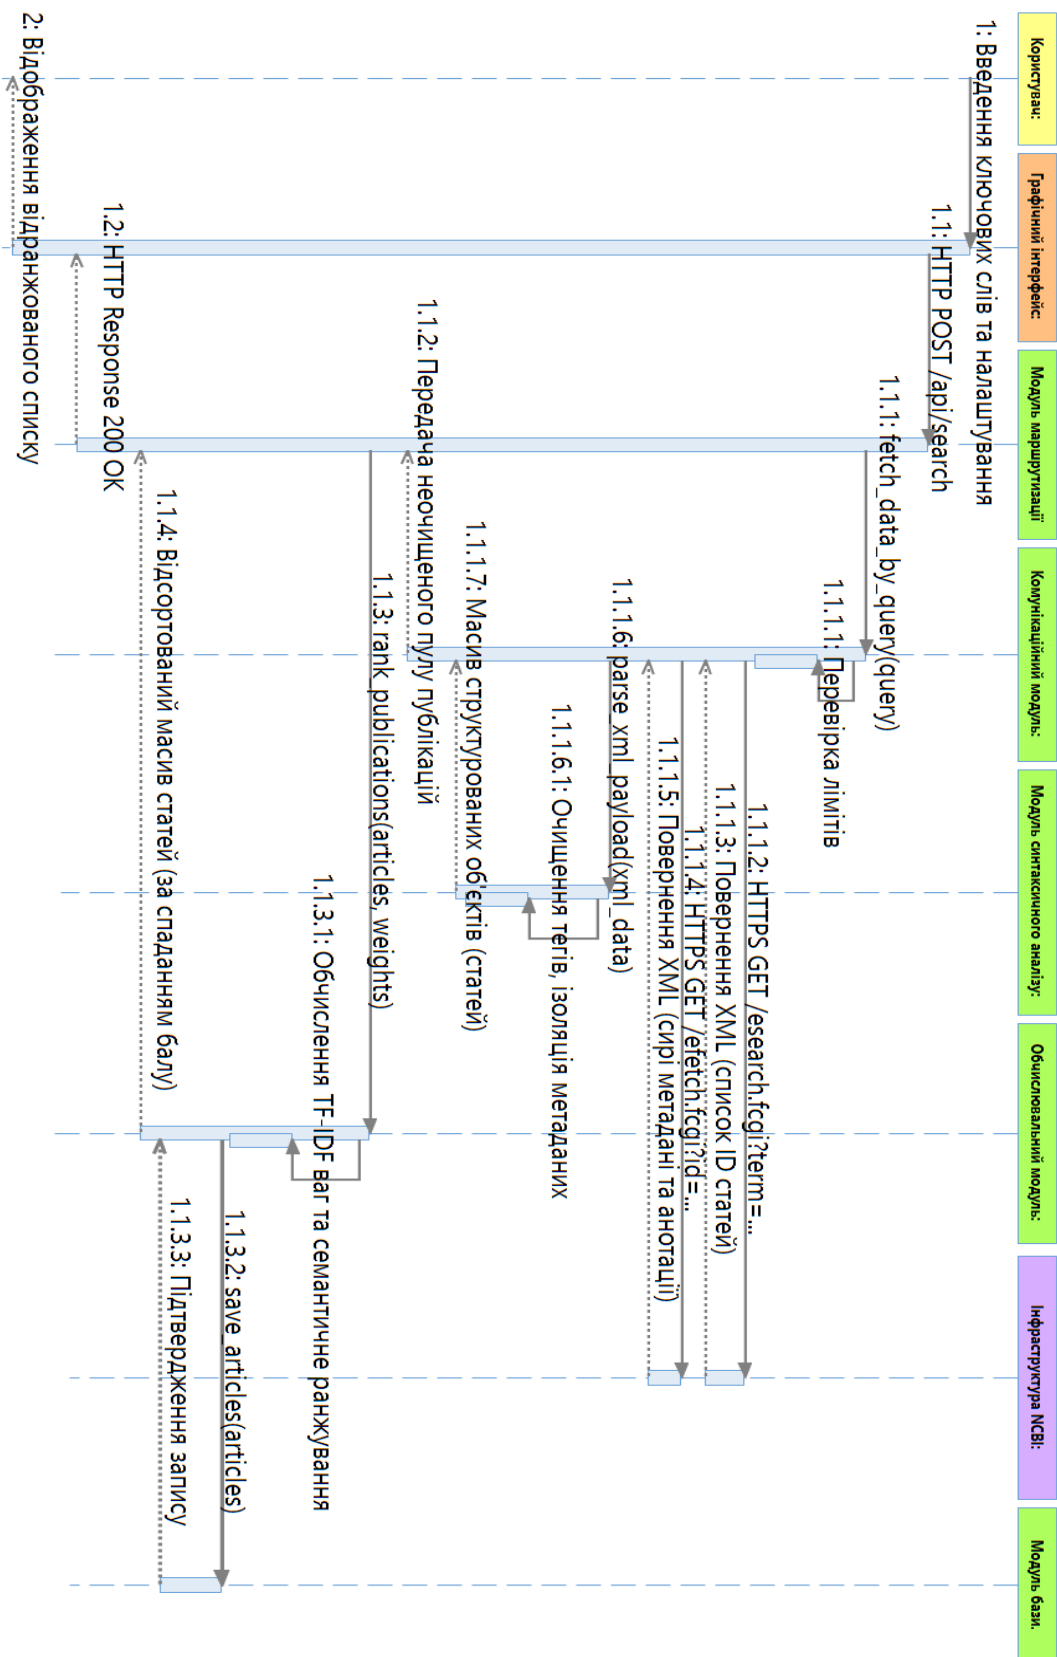 Користувач:
Графічний інтерфейс:
Модуль маршрутизації
Комунікаційний модуль:
Модуль синтаксичного аналізу:
Обчислювальний модуль:
Інфраструктура NCBI:
Модуль бази.
1: Введення ключових слів та налаштування
1.1: HTTP POST /api/search
1.1.1: fetch_data_by_query(query)
1.1.1.1: Перевірка лімітів
1.1.1.2: HTTPS GET /esearch.fcgi?term=...
1.1.1.3: Повернення XML (список ID статей)
1.1.1.4: HTTPS GET /efetch.fcgi?id=...
1.1.1.5: Повернення XML (сирі метадані та анотації)
1.1.1.6: parse_xml_payload(xml_data)
1.1.1.6.1: Очищення тегів, ізоляція метаданих
1.1.1.7: Масив структурованих об'єктів (статей)
1.1.2: Передача неочищеного пулу публікацій
1.1.3: rank_publications(articles, weights)
1.1.3.1: Обчислення TF-IDF ваг та семантичне ранжування
1.1.3.2: save_articles(articles)
1.1.3.3: Підтвердження запису
1.1.4: Відсортований масив статей (за спаданням балу)
1.2: HTTP Response 200 OK
2: Відображення відранжованого списку